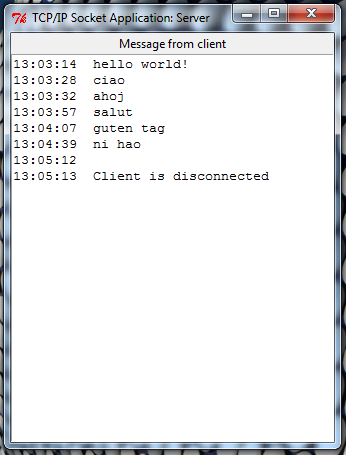 TCP/IP Socket Application: Server
Message from client
13:03:14 hello world!
13:03:28 ciao
13:03:32 ahoj
13:03:57 salut
13:04:07 guten tag
13:04:39 ni hao
13:05:12
13:05:13 Client is disconnected